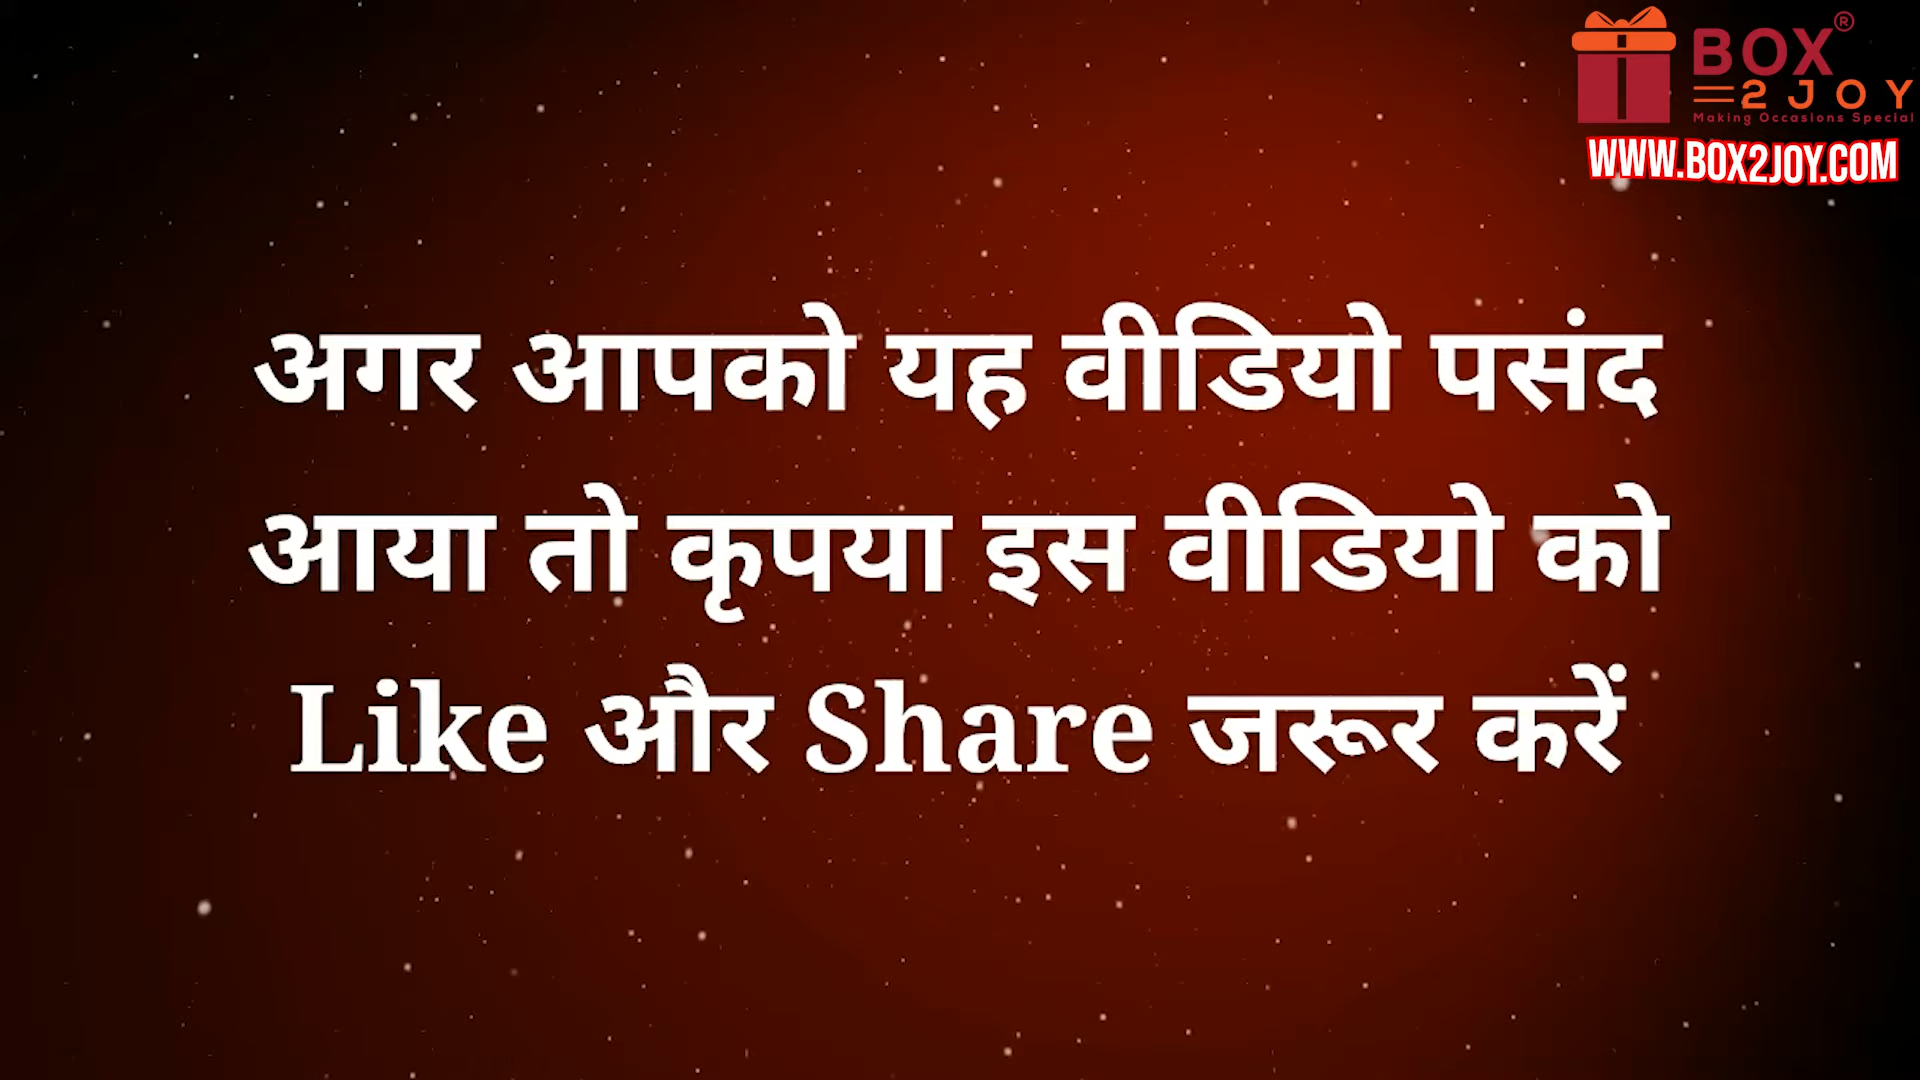 BOX®
2JOY
Making Occasions Special
WWW.BOX2JOY.COM
अगर आपको यह वीडियो पसंद
आया तो कृपया इस वीडियो को
Like और Share जरूर करें